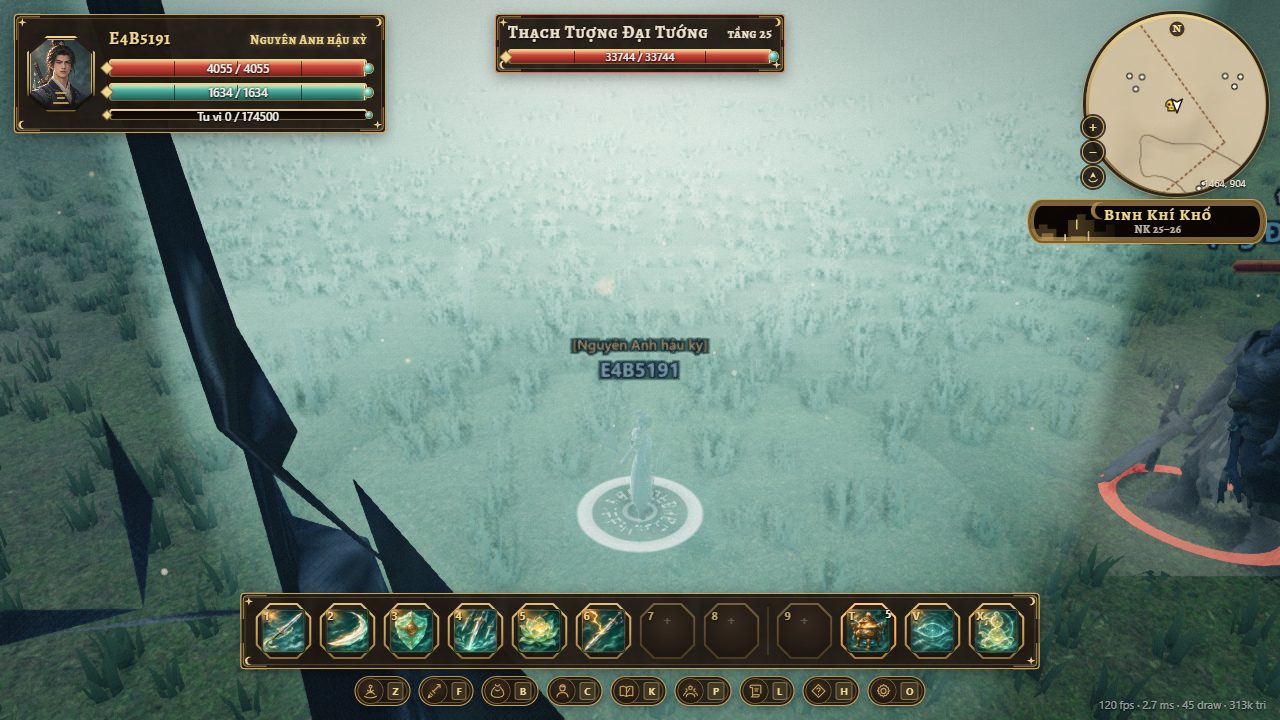 E4B5191
Nguyên Anh hậu kỳ
4055 / 4055
1634 / 1634
Tu vi 0 / 174500
Thạch Tượng Đại Tướng
Tầng 25
33744 / 33744
N
+
−
904
Binh Khí Khố
NK 25–26
[Nguyên Anh hậu kỳ]
E4B5191
1
2
3
4
5
6
7
8
9
T
5
V
X
Z
F
B
C
K
P
L
H
O
120 fps · 2.7 ms · 45 draw · 313k tri